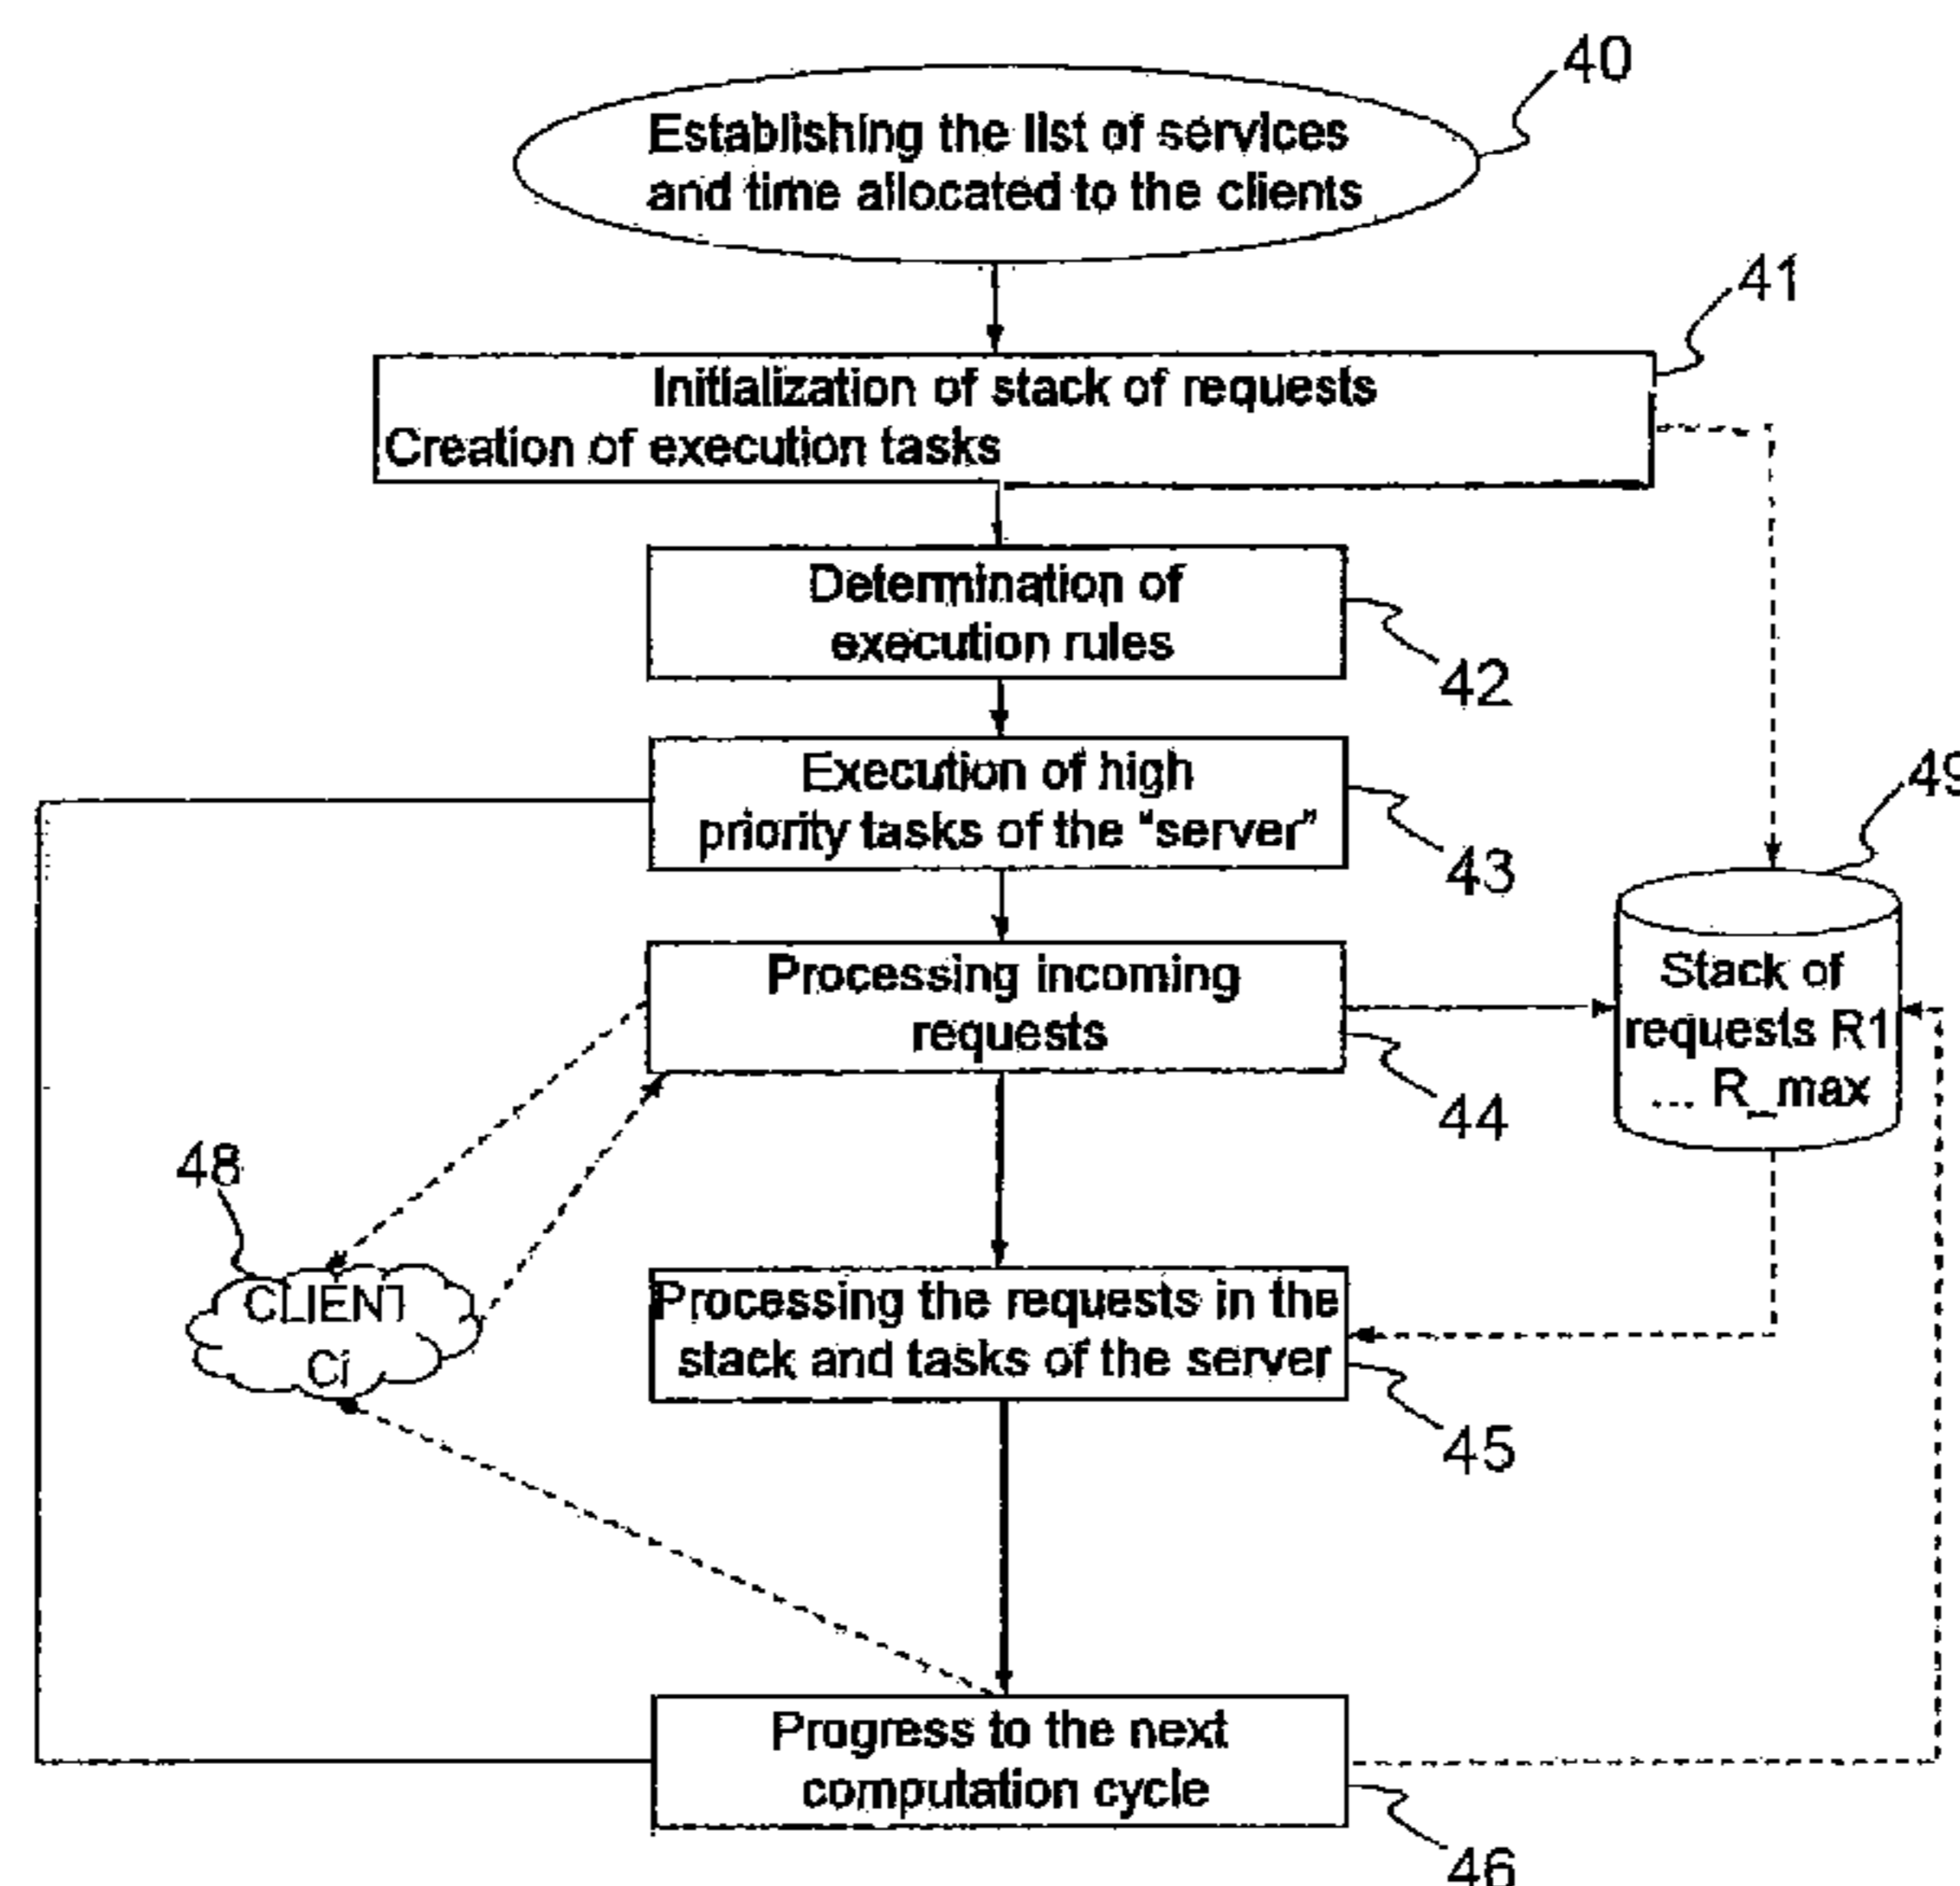 40
Establishing the list of services
and time allocated to the clients
41
Initialization of stack of requests
Creation of execution tasks
Determination of
execution rules
42
Execution of high
priority tasks of the “server”
43
49
Processing incoming
requests
44
Stack of
requests R1
... R_max
48
CLIENT
Ci
Processing the requests in the
stack and tasks of the server
45
Progress to the next
computation cycle
46